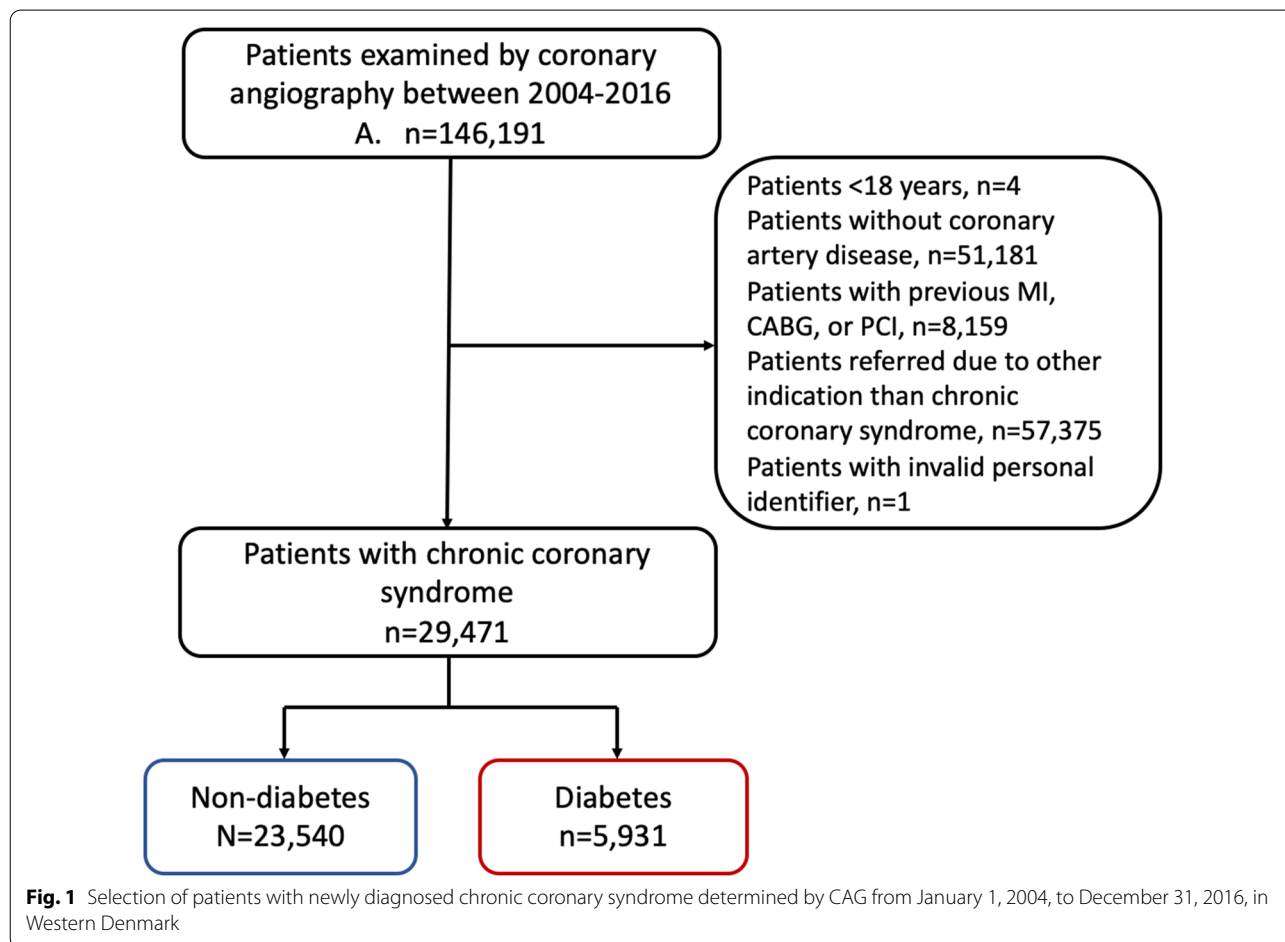 Patients examined by coronary
angiography between 2004-2016
A. n=146,191
Patients <18 years, n=4
Patients without coronary
artery disease, n=51,181
Patients with previous MI,
CABG, or PCI, n=8,159
Patients referred due to other
indication than chronic
coronary syndrome, n=57,375
Patients with invalid personal
identifier, n=1
Patients with chronic coronary
syndrome
n=29,471
Non-diabetes
N=23,540
Diabetes
n=5,931
Fig. 1 Selection of patients with newly diagnosed chronic coronary syndrome determined by CAG from January 1, 2004, to December 31, 2016, in
Western Denmark